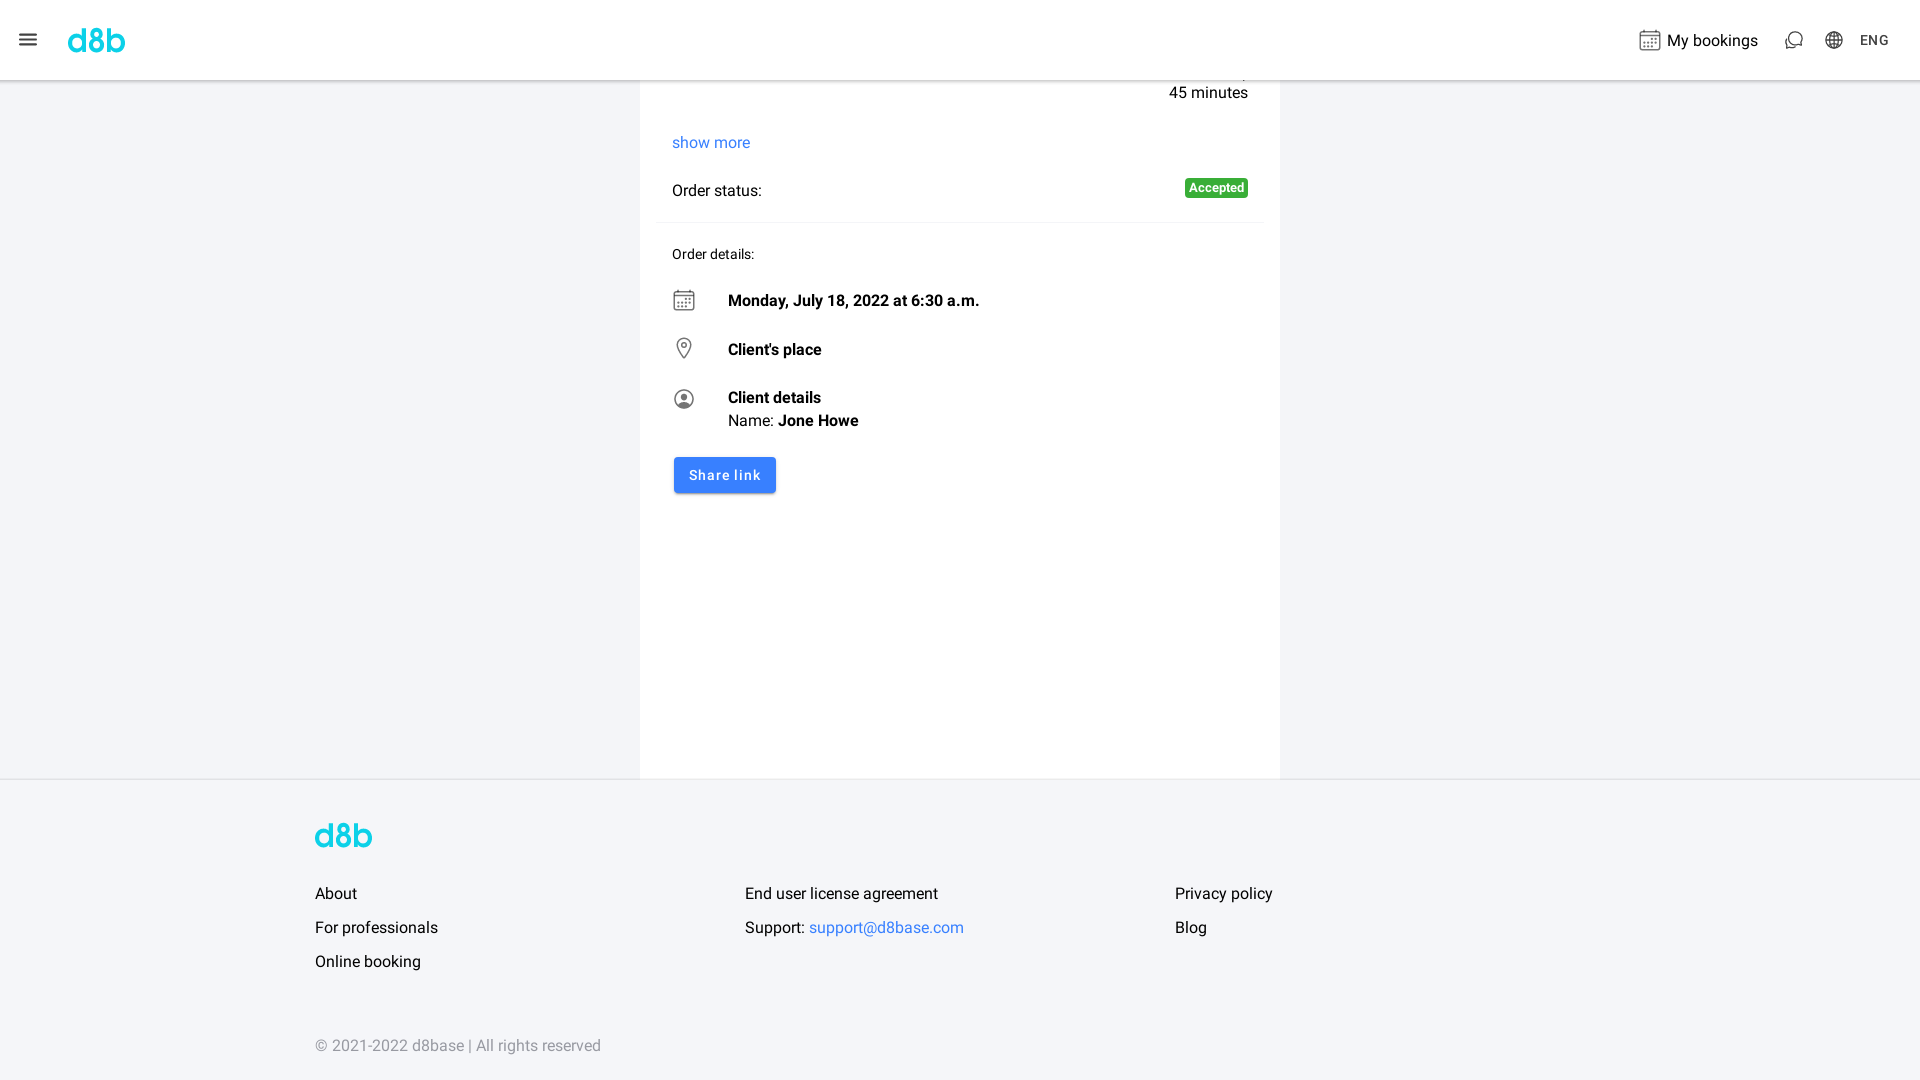 d8b
My bookings
ENG
45 minutes
show more
Order status:
Accepted
Order details:
Monday, July 18, 2022 at 6:30 a.m.
Client's place
Client details
Name: Jone Howe
Share link
d8b
About
End user license agreement
Privacy policy
For professionals
Support: support@d8base.com
Blog
Online booking
© 2021-2022 d8base | All rights reserved